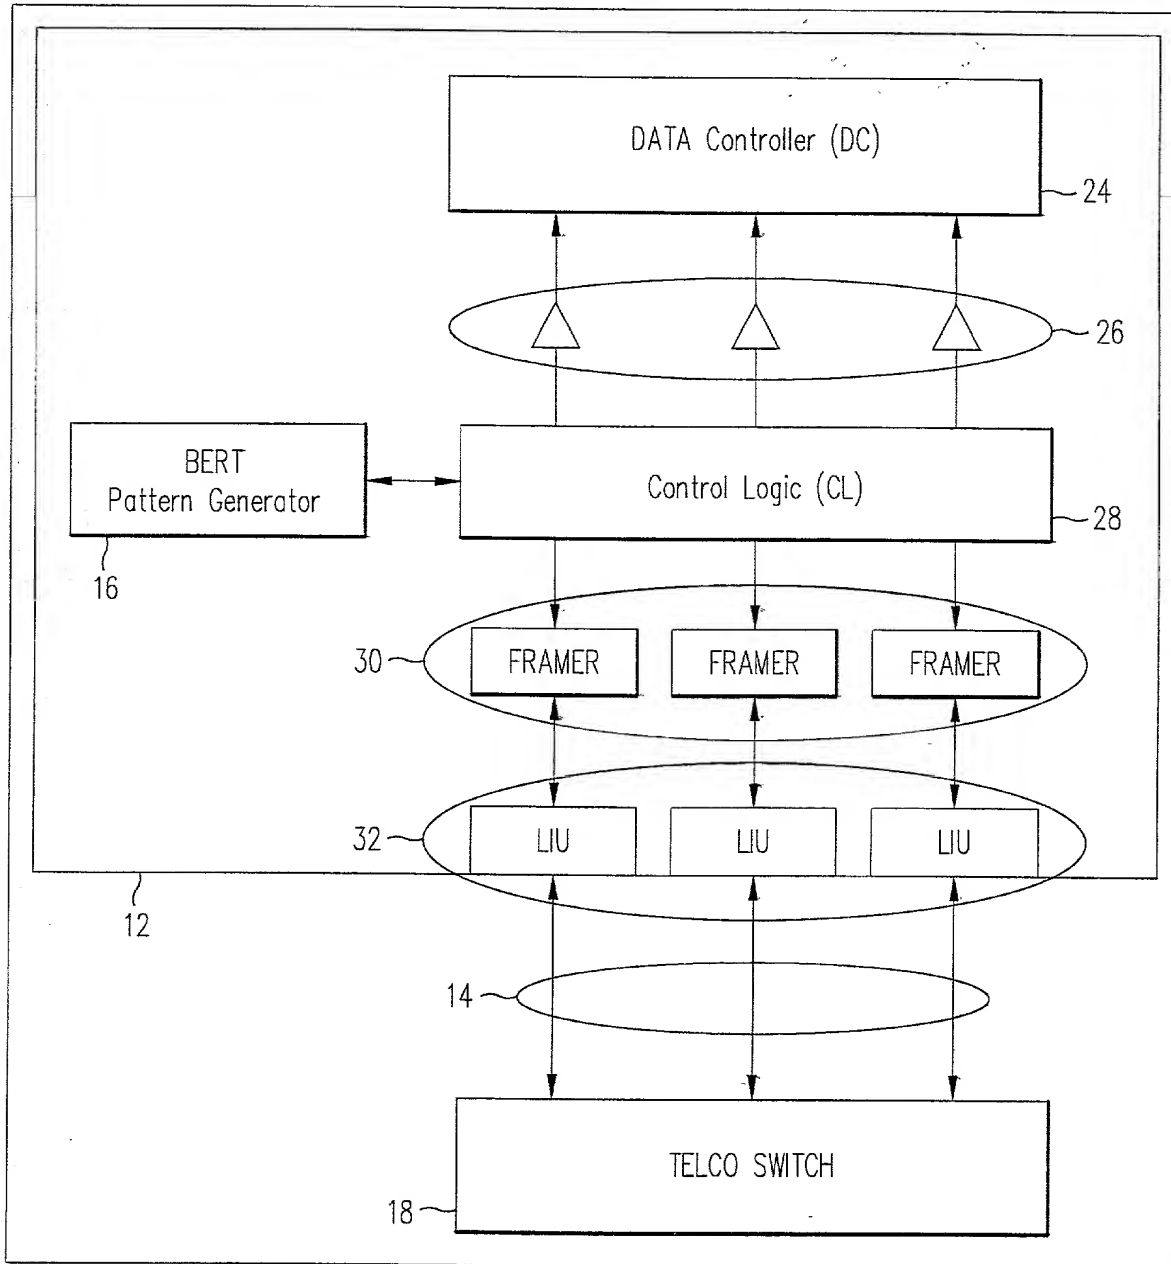 DATA Controller (DC)
24
26
BERT
Pattern Generator
16
Control Logic (CL)
28
30
FRAMER
FRAMER
FRAMER
32
LIU
LIU
LIU
12
14
TELCO SWITCH
18